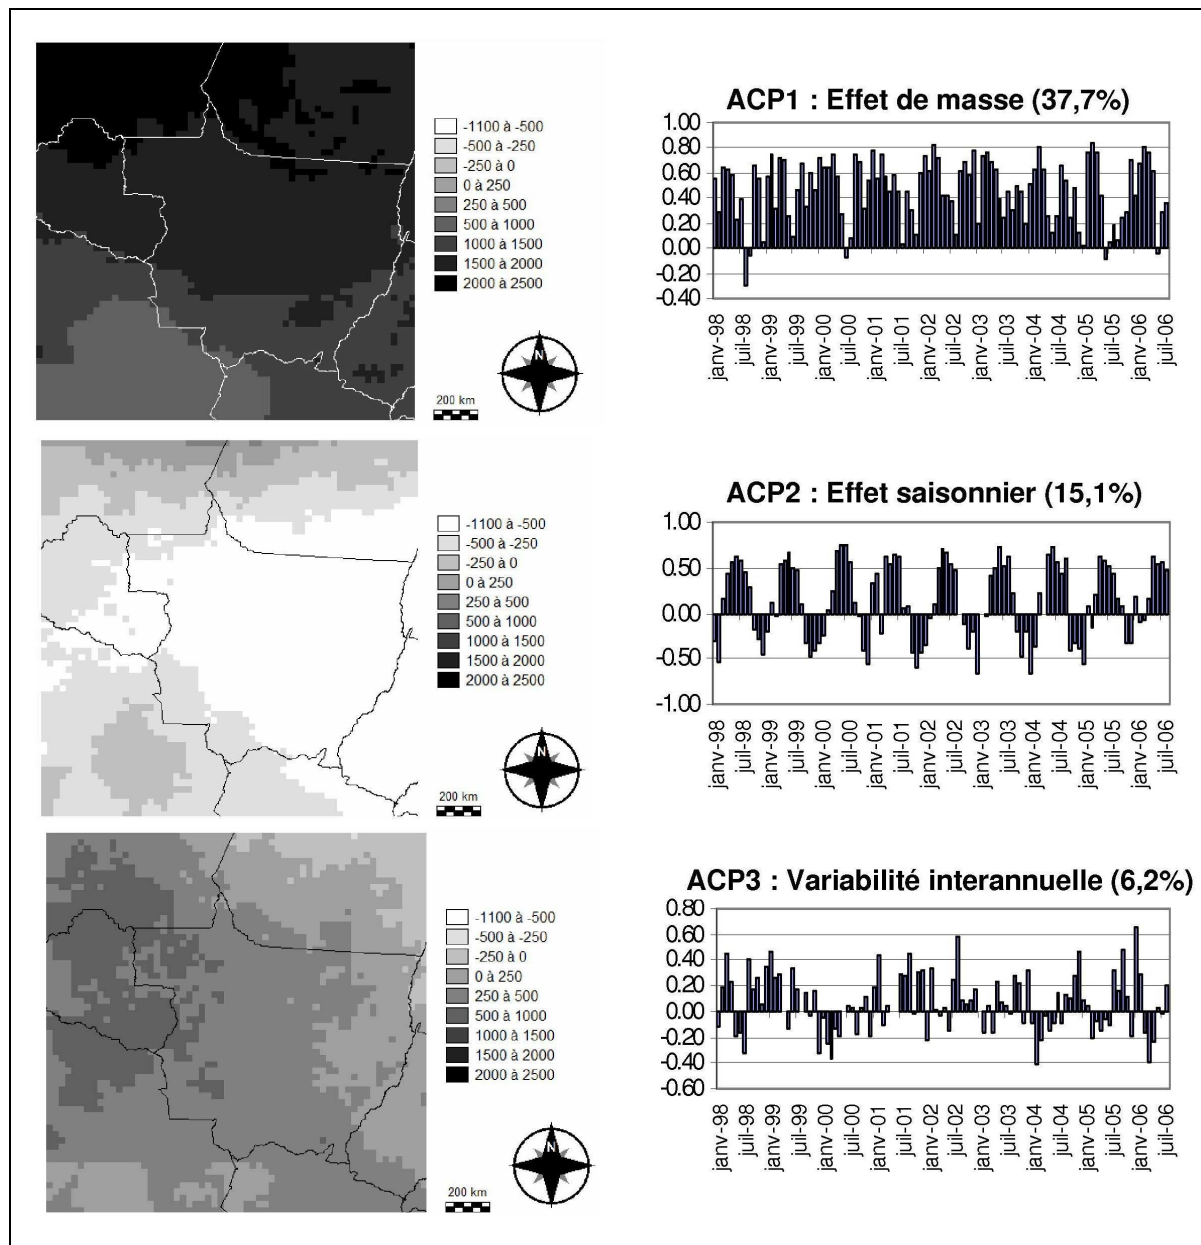 -1100 à -500
-500 à -250
-250 à 0
0 à 250
250 à 500
500 à 1000
1000 à 1500
1500 à 2000
2000 à 2500
N
200 km
ACP1 : Effet de masse (37,7%)
1.00
0.80
0.60
0.40
0.20
0.00
-0.20
-0.40
janv-98
juil-98
janv-99
juil-99
janv-00
juil-00
janv-01
juil-01
janv-02
juil-02
janv-03
juil-03
janv-04
juil-04
janv-05
juil-05
janv-06
juil-06
-1100 à -500
-500 à -250
-250 à 0
0 à 250
250 à 500
500 à 1000
1000 à 1500
1500 à 2000
2000 à 2500
N
200 km
ACP2 : Effet saisonnier (15,1%)
1.00
0.50
0.00
-0.50
-1.00
janv-98
juil-98
janv-99
juil-99
janv-00
juil-00
janv-01
juil-01
janv-02
juil-02
janv-03
juil-03
janv-04
juil-04
janv-05
juil-05
janv-06
juil-06
-1100 à -500
-500 à -250
-250 à 0
0 à 250
250 à 500
500 à 1000
1000 à 1500
1500 à 2000
2000 à 2500
N
200 km
ACP3 : Variabilité interannuelle (6,2%)
0.80
0.60
0.40
0.20
0.00
-0.20
-0.40
-0.60
janv-98
juil-98
janv-99
juil-99
janv-00
juil-00
janv-01
juil-01
janv-02
juil-02
janv-03
juil-03
janv-04
juil-04
janv-05
juil-05
janv-06
juil-06